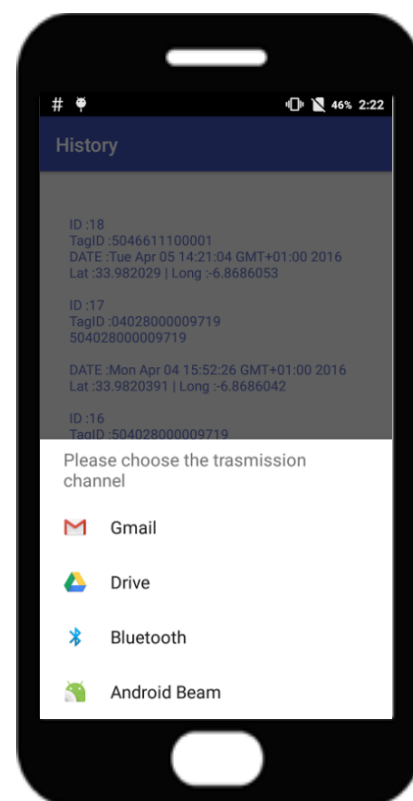 # 46% 2:22
History
ID :18
TagID :5046611100001
DATE :Tue Apr 05 14:21:04 GMT+01:00 2016
Lat :33.982029 | Long :-6.8686053
ID :17
TagID :04028000009719
504028000009719
DATE :Mon Apr 04 15:52:26 GMT+01:00 2016
Lat :33.9820391 | Long :-6.8686042
ID :16
TagID :504028000009719
Please choose the trasmission
channel
Gmail
Drive
Bluetooth
Android Beam